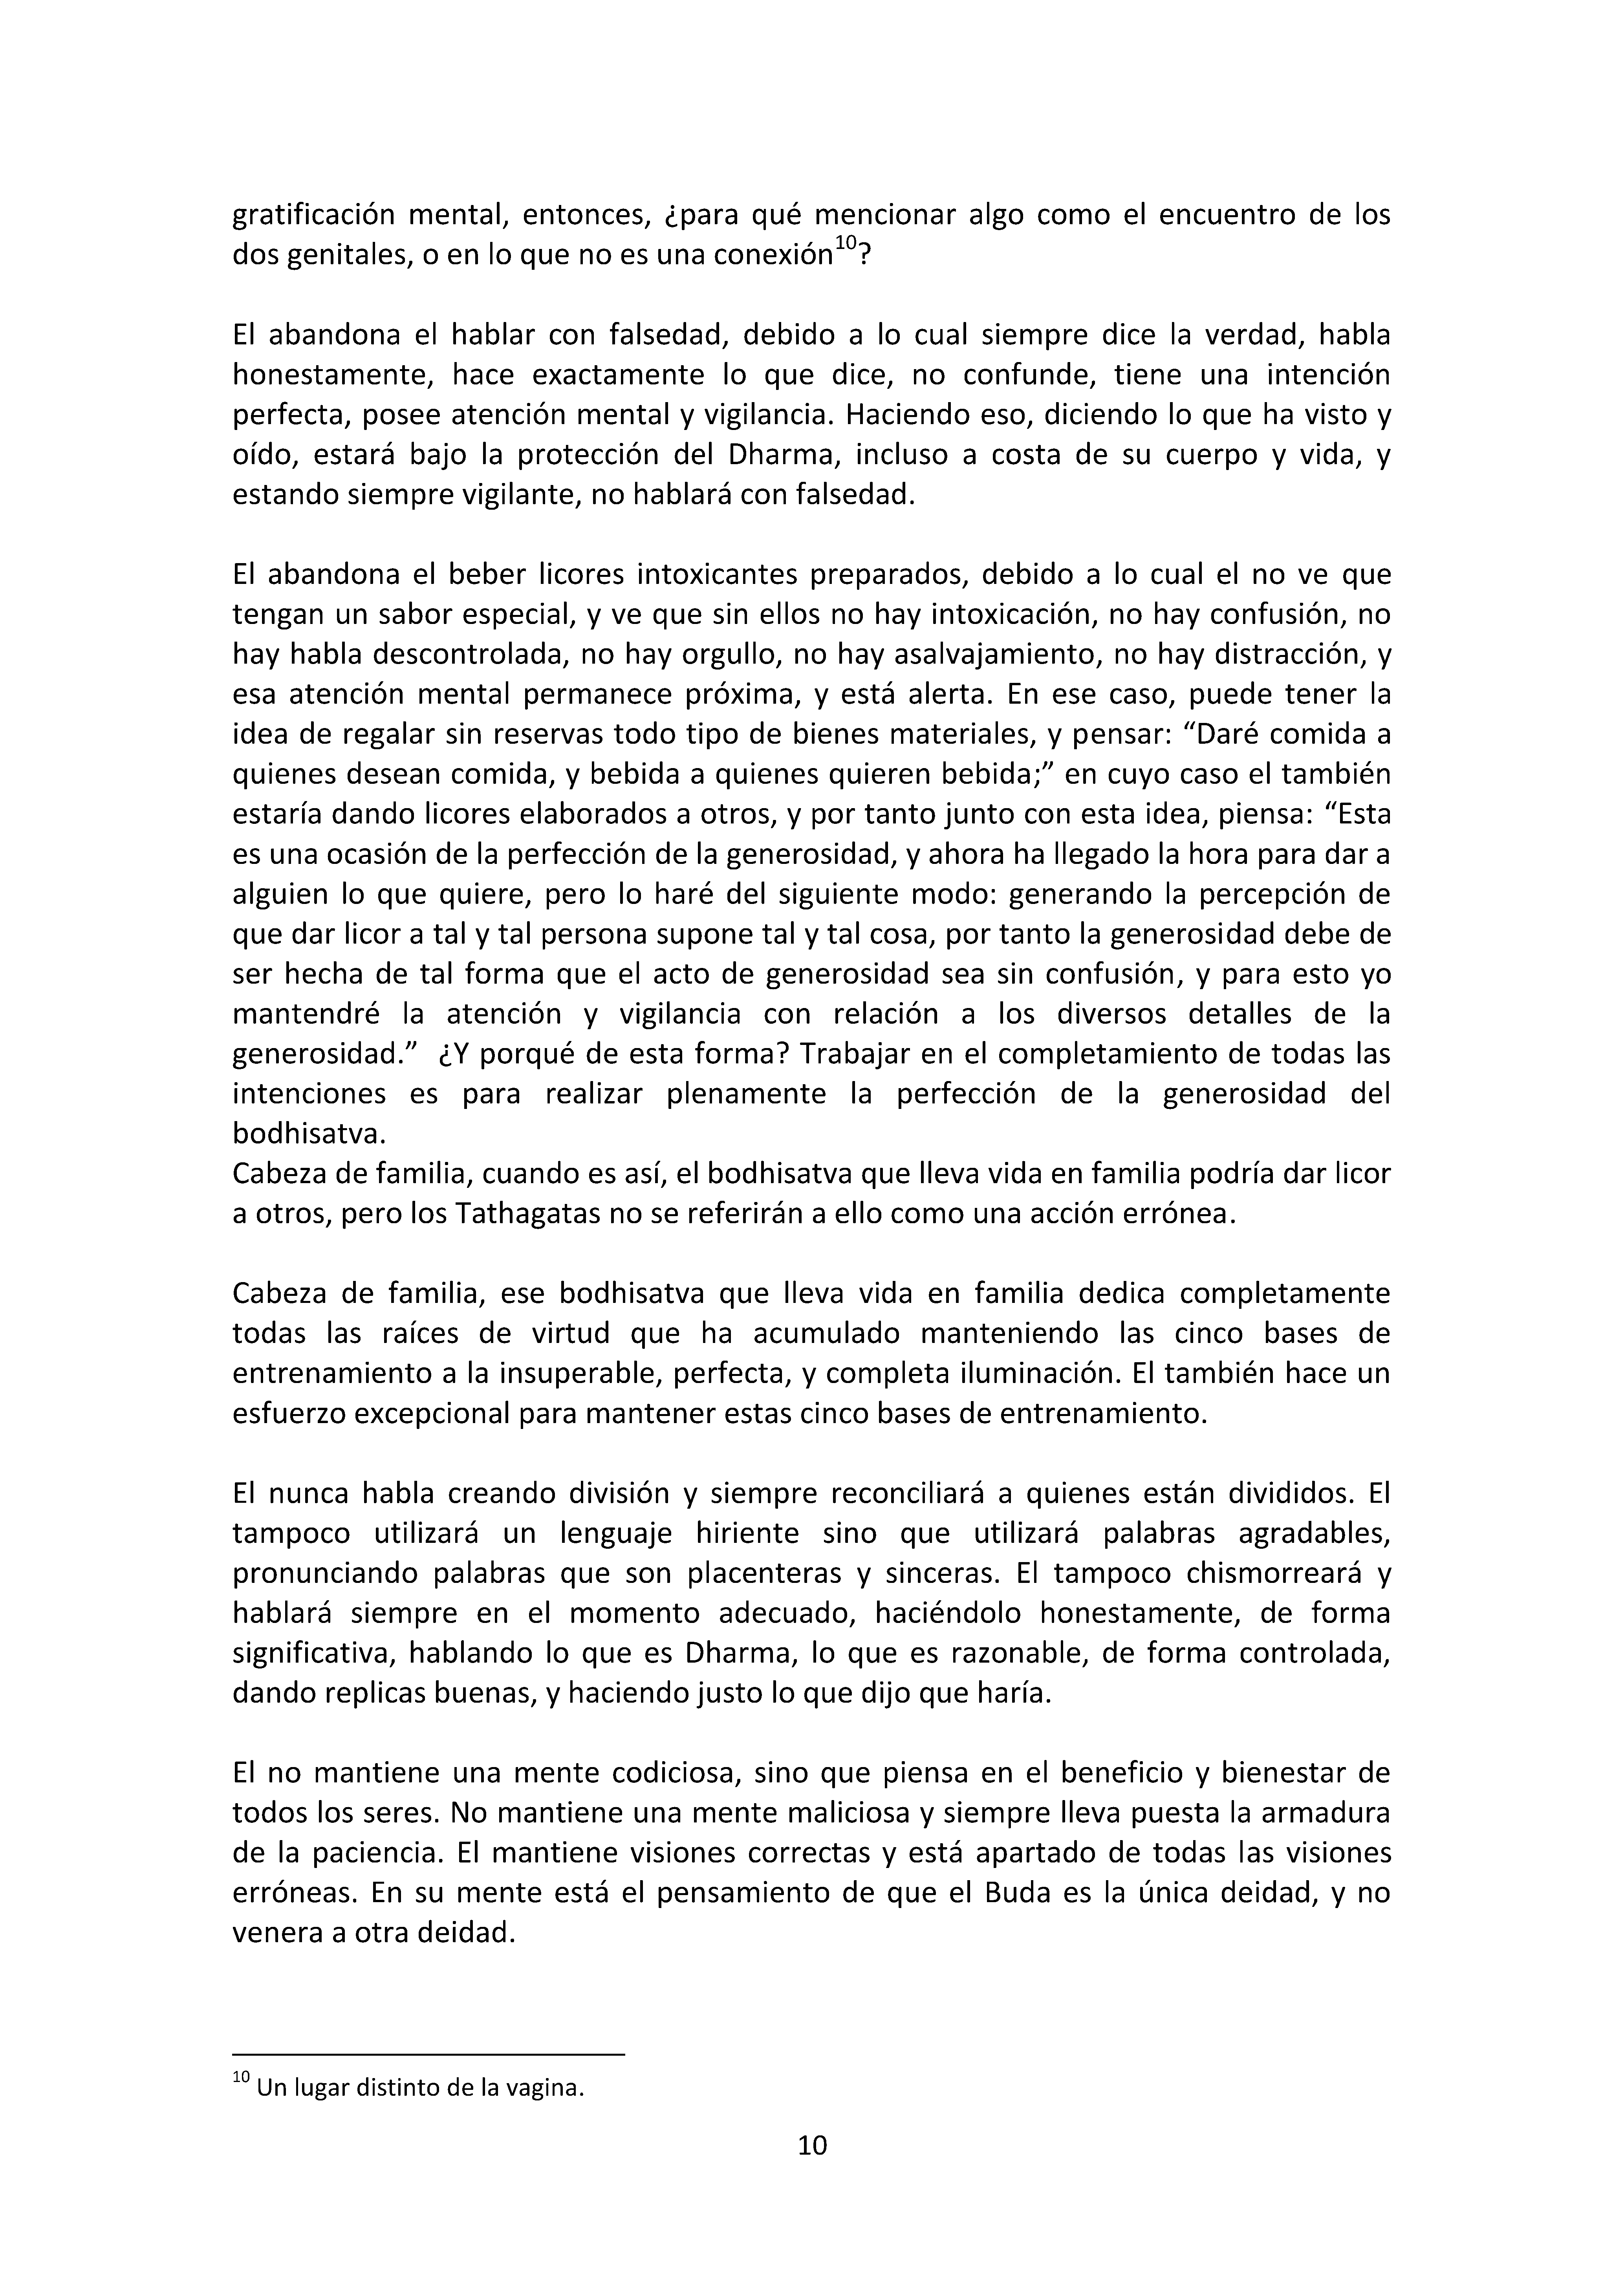 gratificación mental, entonces, ¿para qué mencionar algo como el encuentro de los
dos genitales, o en lo que no es una conexión10?
El abandona el hablar con falsedad, debido a lo cual siempre dice la verdad, habla
honestamente, hace exactamente lo que dice, no confunde, tiene una intención
perfecta, posee atención mental y vigilancia. Haciendo eso, diciendo lo que ha visto y
oído, estará bajo la protección del Dharma, incluso a costa de su cuerpo y vida, y
estando siempre vigilante, no hablará con falsedad.
El abandona el beber licores intoxicantes preparados, debido a lo cual el no ve que
tengan un sabor especial, y ve que sin ellos no hay intoxicación, no hay confusión, no
hay habla descontrolada, no hay orgullo, no hay asalvajamiento, no hay distracción, y
esa atención mental permanece próxima, y está alerta. En ese caso, puede tener la
idea de regalar sin reservas todo tipo de bienes materiales, y pensar: “Daré comida a
quienes desean comida, y bebida a quienes quieren bebida;” en cuyo caso el también
estaría dando licores elaborados a otros, y por tanto junto con esta idea, piensa: “Esta
es una ocasión de la perfección de la generosidad, y ahora ha llegado la hora para dar a
alguien lo que quiere, pero lo haré del siguiente modo: generando la percepción de
que dar licor a tal y tal persona supone tal y tal cosa, por tanto la generosidad debe de
ser hecha de tal forma que el acto de generosidad sea sin confusión, y para esto yo
mantendré la atención y vigilancia con relación a los diversos detalles de la
generosidad.” ¿Y porqué de esta forma? Trabajar en el completamiento de todas las
intenciones es para realizar plenamente la perfección de la generosidad del
bodhisatva.
Cabeza de familia, cuando es así, el bodhisatva que lleva vida en familia podría dar licor
a otros, pero los Tathagatas no se referirán a ello como una acción errónea.
Cabeza de familia, ese bodhisatva que lleva vida en familia dedica completamente
todas las raíces de virtud que ha acumulado manteniendo las cinco bases de
entrenamiento a la insuperable, perfecta, y completa iluminación. El también hace un
esfuerzo excepcional para mantener estas cinco bases de entrenamiento.
El nunca habla creando división y siempre reconciliará a quienes están divididos. El
tampoco utilizará un lenguaje hiriente sino que utilizará palabras agradables,
pronunciando palabras que son placenteras y sinceras. El tampoco chismorreará y
hablará siempre en el momento adecuado, haciéndolo honestamente, de forma
significativa, hablando lo que es Dharma, lo que es razonable, de forma controlada,
dando replicas buenas, y haciendo justo lo que dijo que haría.
El no mantiene una mente codiciosa, sino que piensa en el beneficio y bienestar de
todos los seres. No mantiene una mente maliciosa y siempre lleva puesta la armadura
de la paciencia. El mantiene visiones correctas y está apartado de todas las visiones
erróneas. En su mente está el pensamiento de que el Buda es la única deidad, y no
venera a otra deidad.
10 Un lugar distinto de la vagina.
10